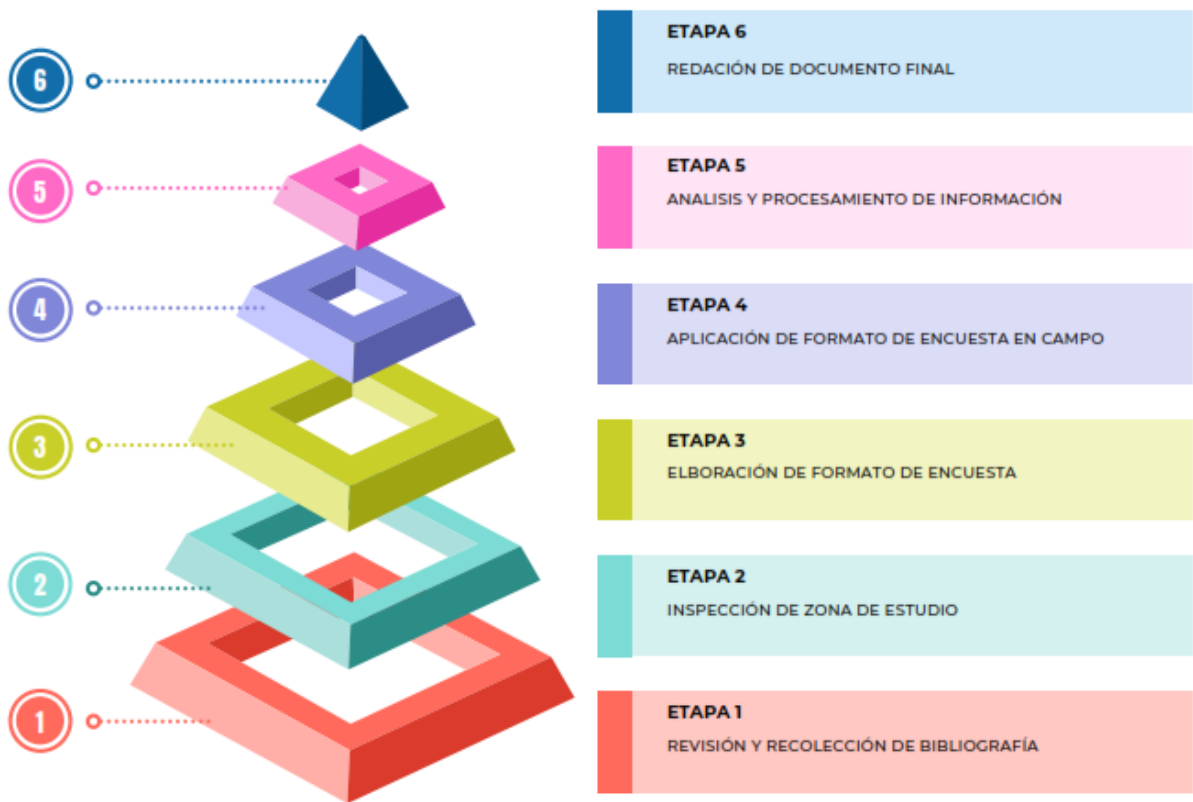 6
ETAPA 6
REDACIÓN DE DOCUMENTO FINAL
5
ETAPA 5
ANALISIS Y PROCESAMIENTO DE INFORMACIÓN
4
ETAPA 4
APLICACIÓN DE FORMATO DE ENCUESTA EN CAMPO
3
ETAPA 3
ELBORACIÓN DE FORMATO DE ENCUESTA
2
ETAPA 2
INSPECCIÓN DE ZONA DE ESTUDIO
1
ETAPA 1
REVISIÓN Y RECOLECCIÓN DE BIBLIOGRAFÍA